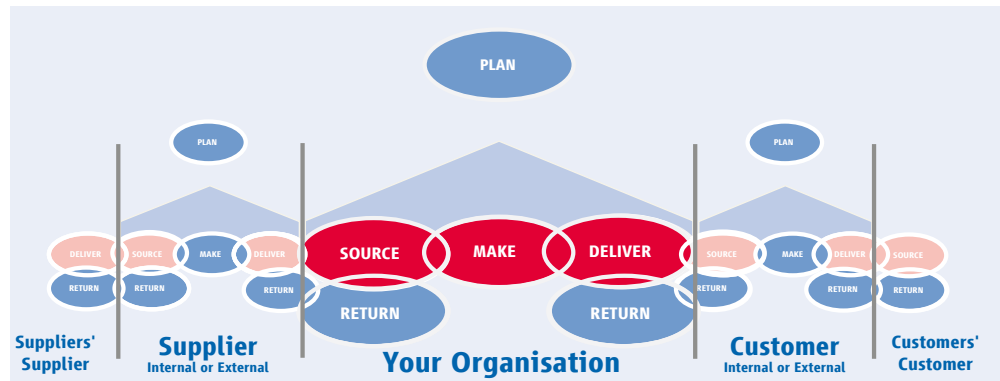 PLAN
PLAN
PLAN
DELIVER
SOURCE
MAKE
DELIVER
SOURCE
MAKE
DELIVER
SOURCE
MAKE
DELIVER
SOURCE
RETURN
RETURN
RETURN
RETURN
RETURN
RETURN
RETURN
RETURN
Suppliers'
Supplier
Supplier
Internal or External
Your Organisation
Customer
Internal or External
Customers'
Customer